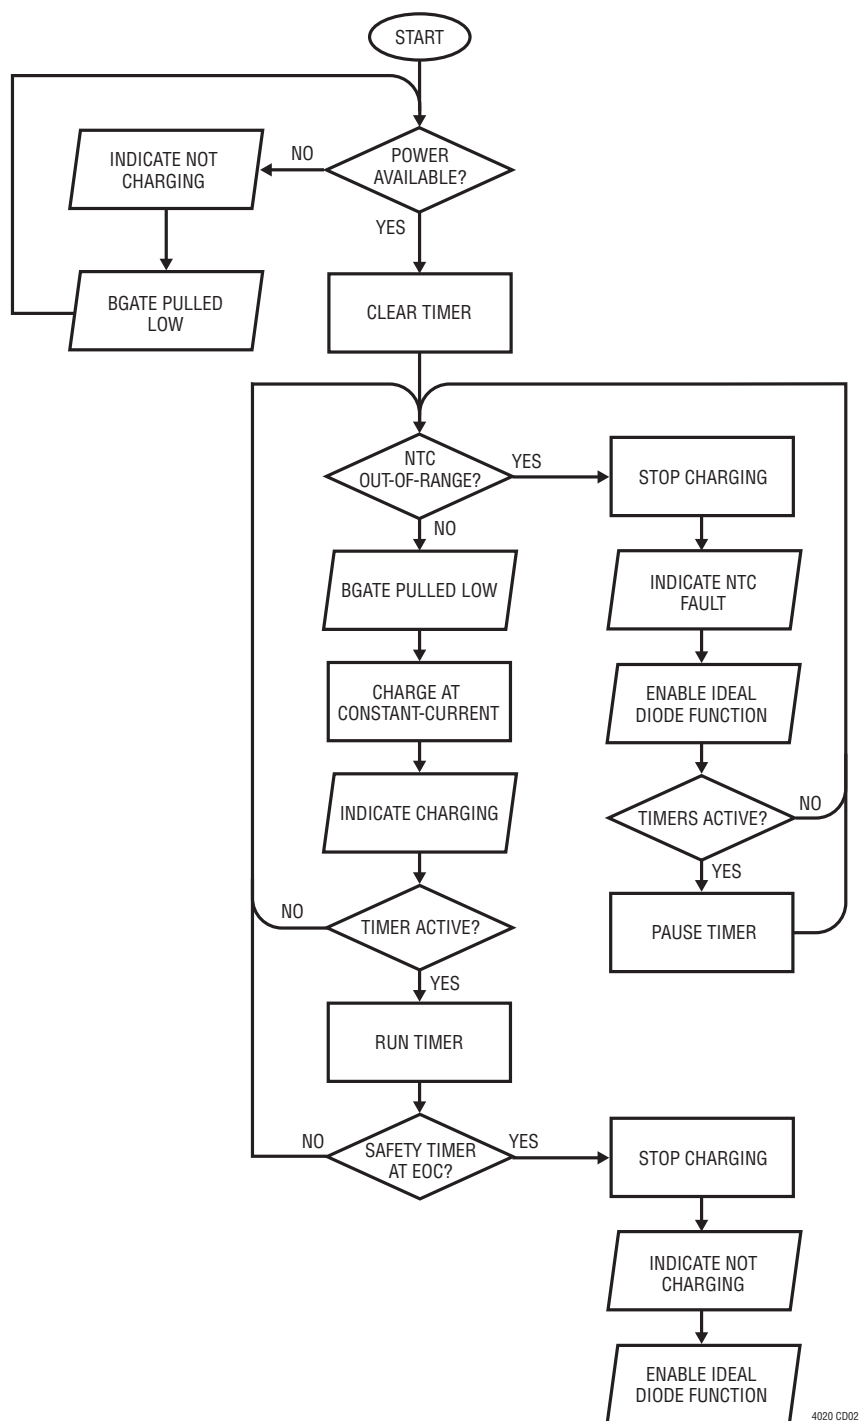 START
POWER
AVAILABLE?
NO
INDICATE NOT
CHARGING
BGATE PULLED
LOW
YES
CLEAR TIMER
NTC
OUT-OF-RANGE?
YES
STOP CHARGING
INDICATE NTC
FAULT
ENABLE IDEAL
DIODE FUNCTION
TIMERS ACTIVE?
NO
YES
PAUSE TIMER
NO
BGATE PULLED LOW
CHARGE AT
CONSTANT-CURRENT
INDICATE CHARGING
TIMER ACTIVE?
NO
YES
RUN TIMER
SAFETY TIMER
AT EOC?
NO
YES
STOP CHARGING
INDICATE NOT
CHARGING
ENABLE IDEAL
DIODE FUNCTION
4020 CD02